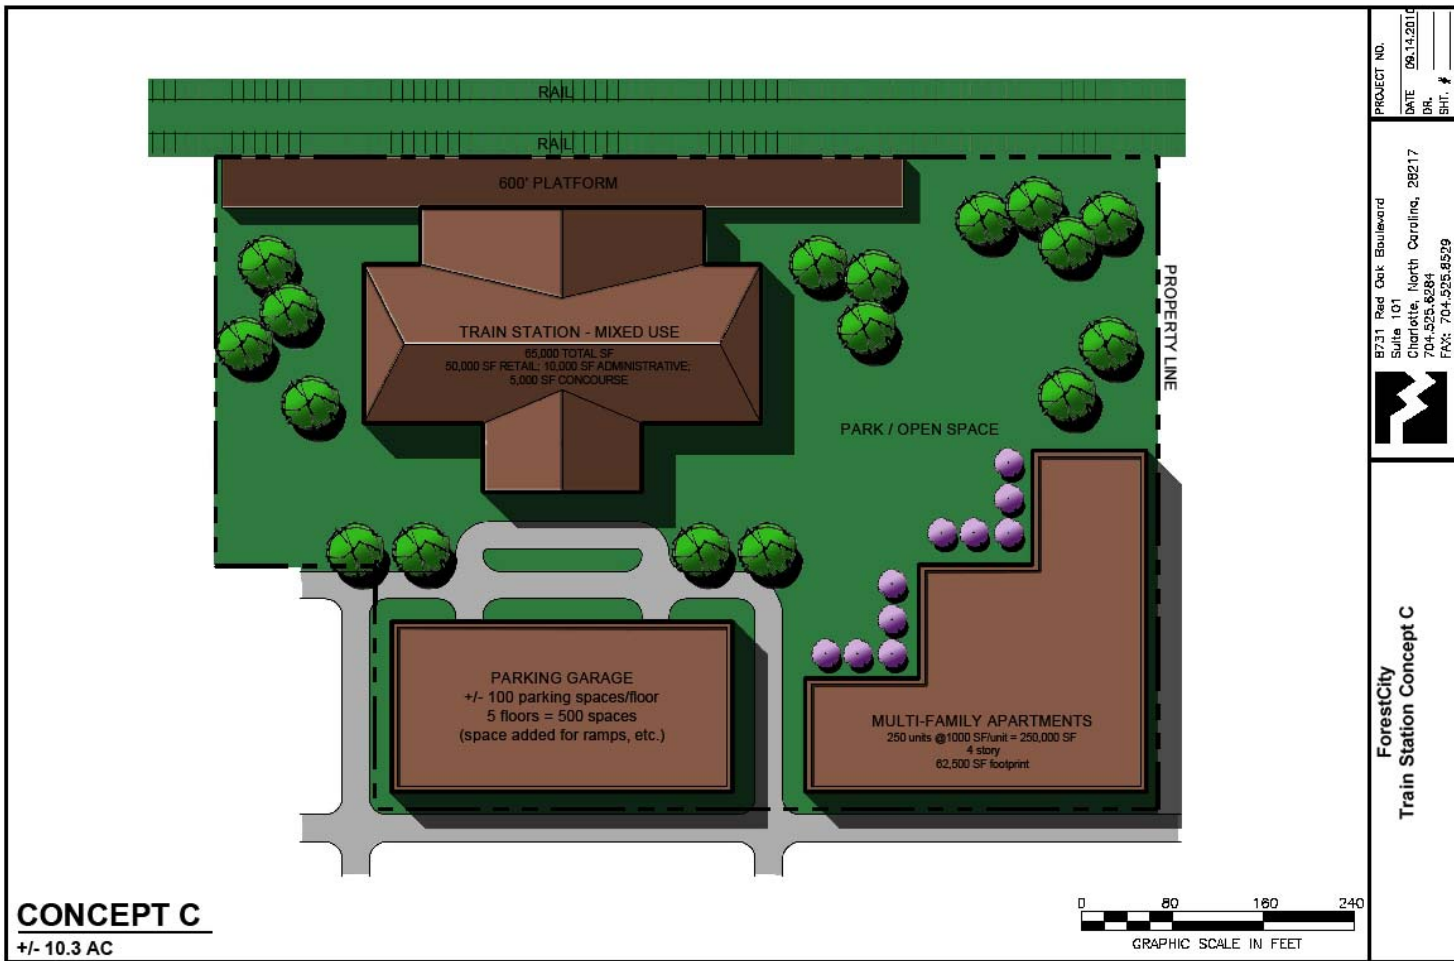 RAIL
RAIL
600' PLATFORM
TRAIN STATION - MIXED USE
65,000 TOTAL SF
50,000 SF RETAIL; 10,000 SF ADMINISTRATIVE;
5,000 SF CONCOURSE
PROPERTY LINE
PARK / OPEN SPACE
PARKING GARAGE
+/- 100 parking spaces/floor
5 floors = 500 spaces
(space added for ramps, etc.)
MULTI-FAMILY APARTMENTS
250 units @1000 SF/unit = 250,000 SF
4 story
62,500 SF footprint
CONCEPT C
+/- 10.3 AC
0 80 160 240
GRAPHIC SCALE IN FEET
PROJECT NO.
DATE 09.14.2010
DR.
SHT. #
8731 Red Oak Boulevard
Suite 101
Charlotte, North Carolina, 28217
704.525.6284
FAX: 704.525.8529
ForestCity
Train Station Concept C